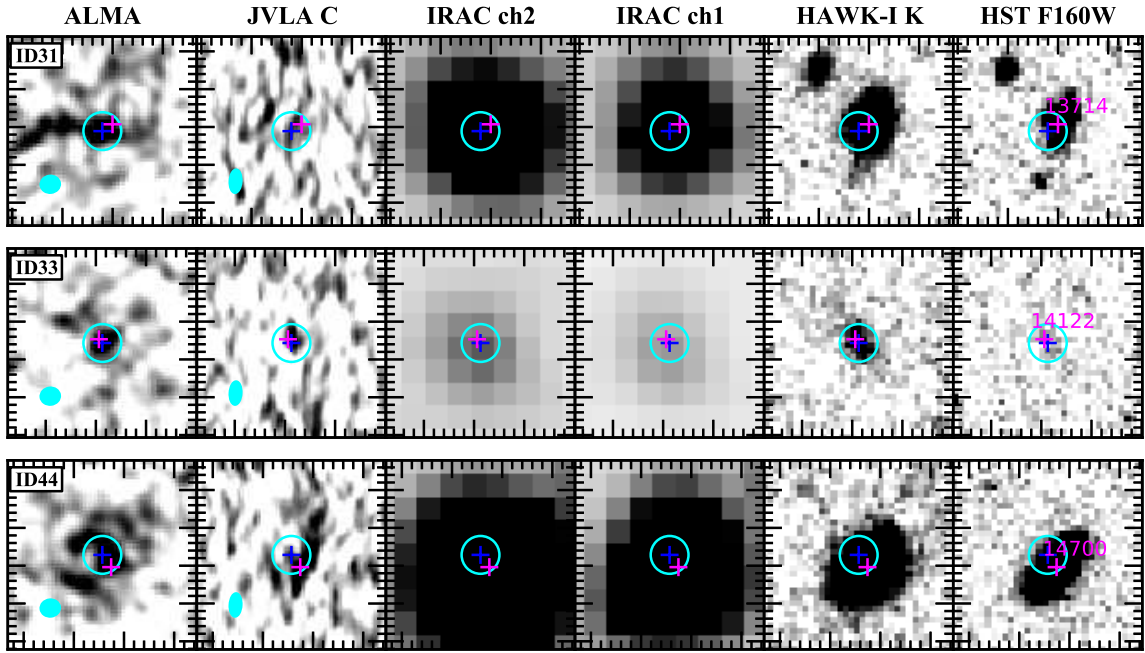 ALMA JVLA C IRAC ch2 IRAC ch1 HAWK-I K HST F160W
ID31
13714
ID33
14122
ID44
14700